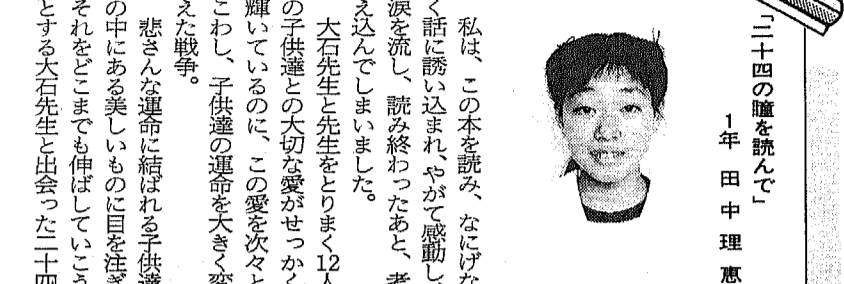 「二十四の瞳を読んで」
1年 田中理恵
私は、この本を読み、なにげな
く話に誘い込まれ、やがて感動し、
涙を流し、読み終わったあと、考
え込んでしまいました。
大石先生と先生をとりまく12人
の子供達との大切な愛がせっかく
輝いているのに、この愛を次々と
こわし、子供達の運命を大きく変
えた戦争。
悲さんな運命に結ばれる子供達
の中にある美しいものに目を注ぎ
それをどこまでも伸ばしていこう
とする大石先生と出会った二十四